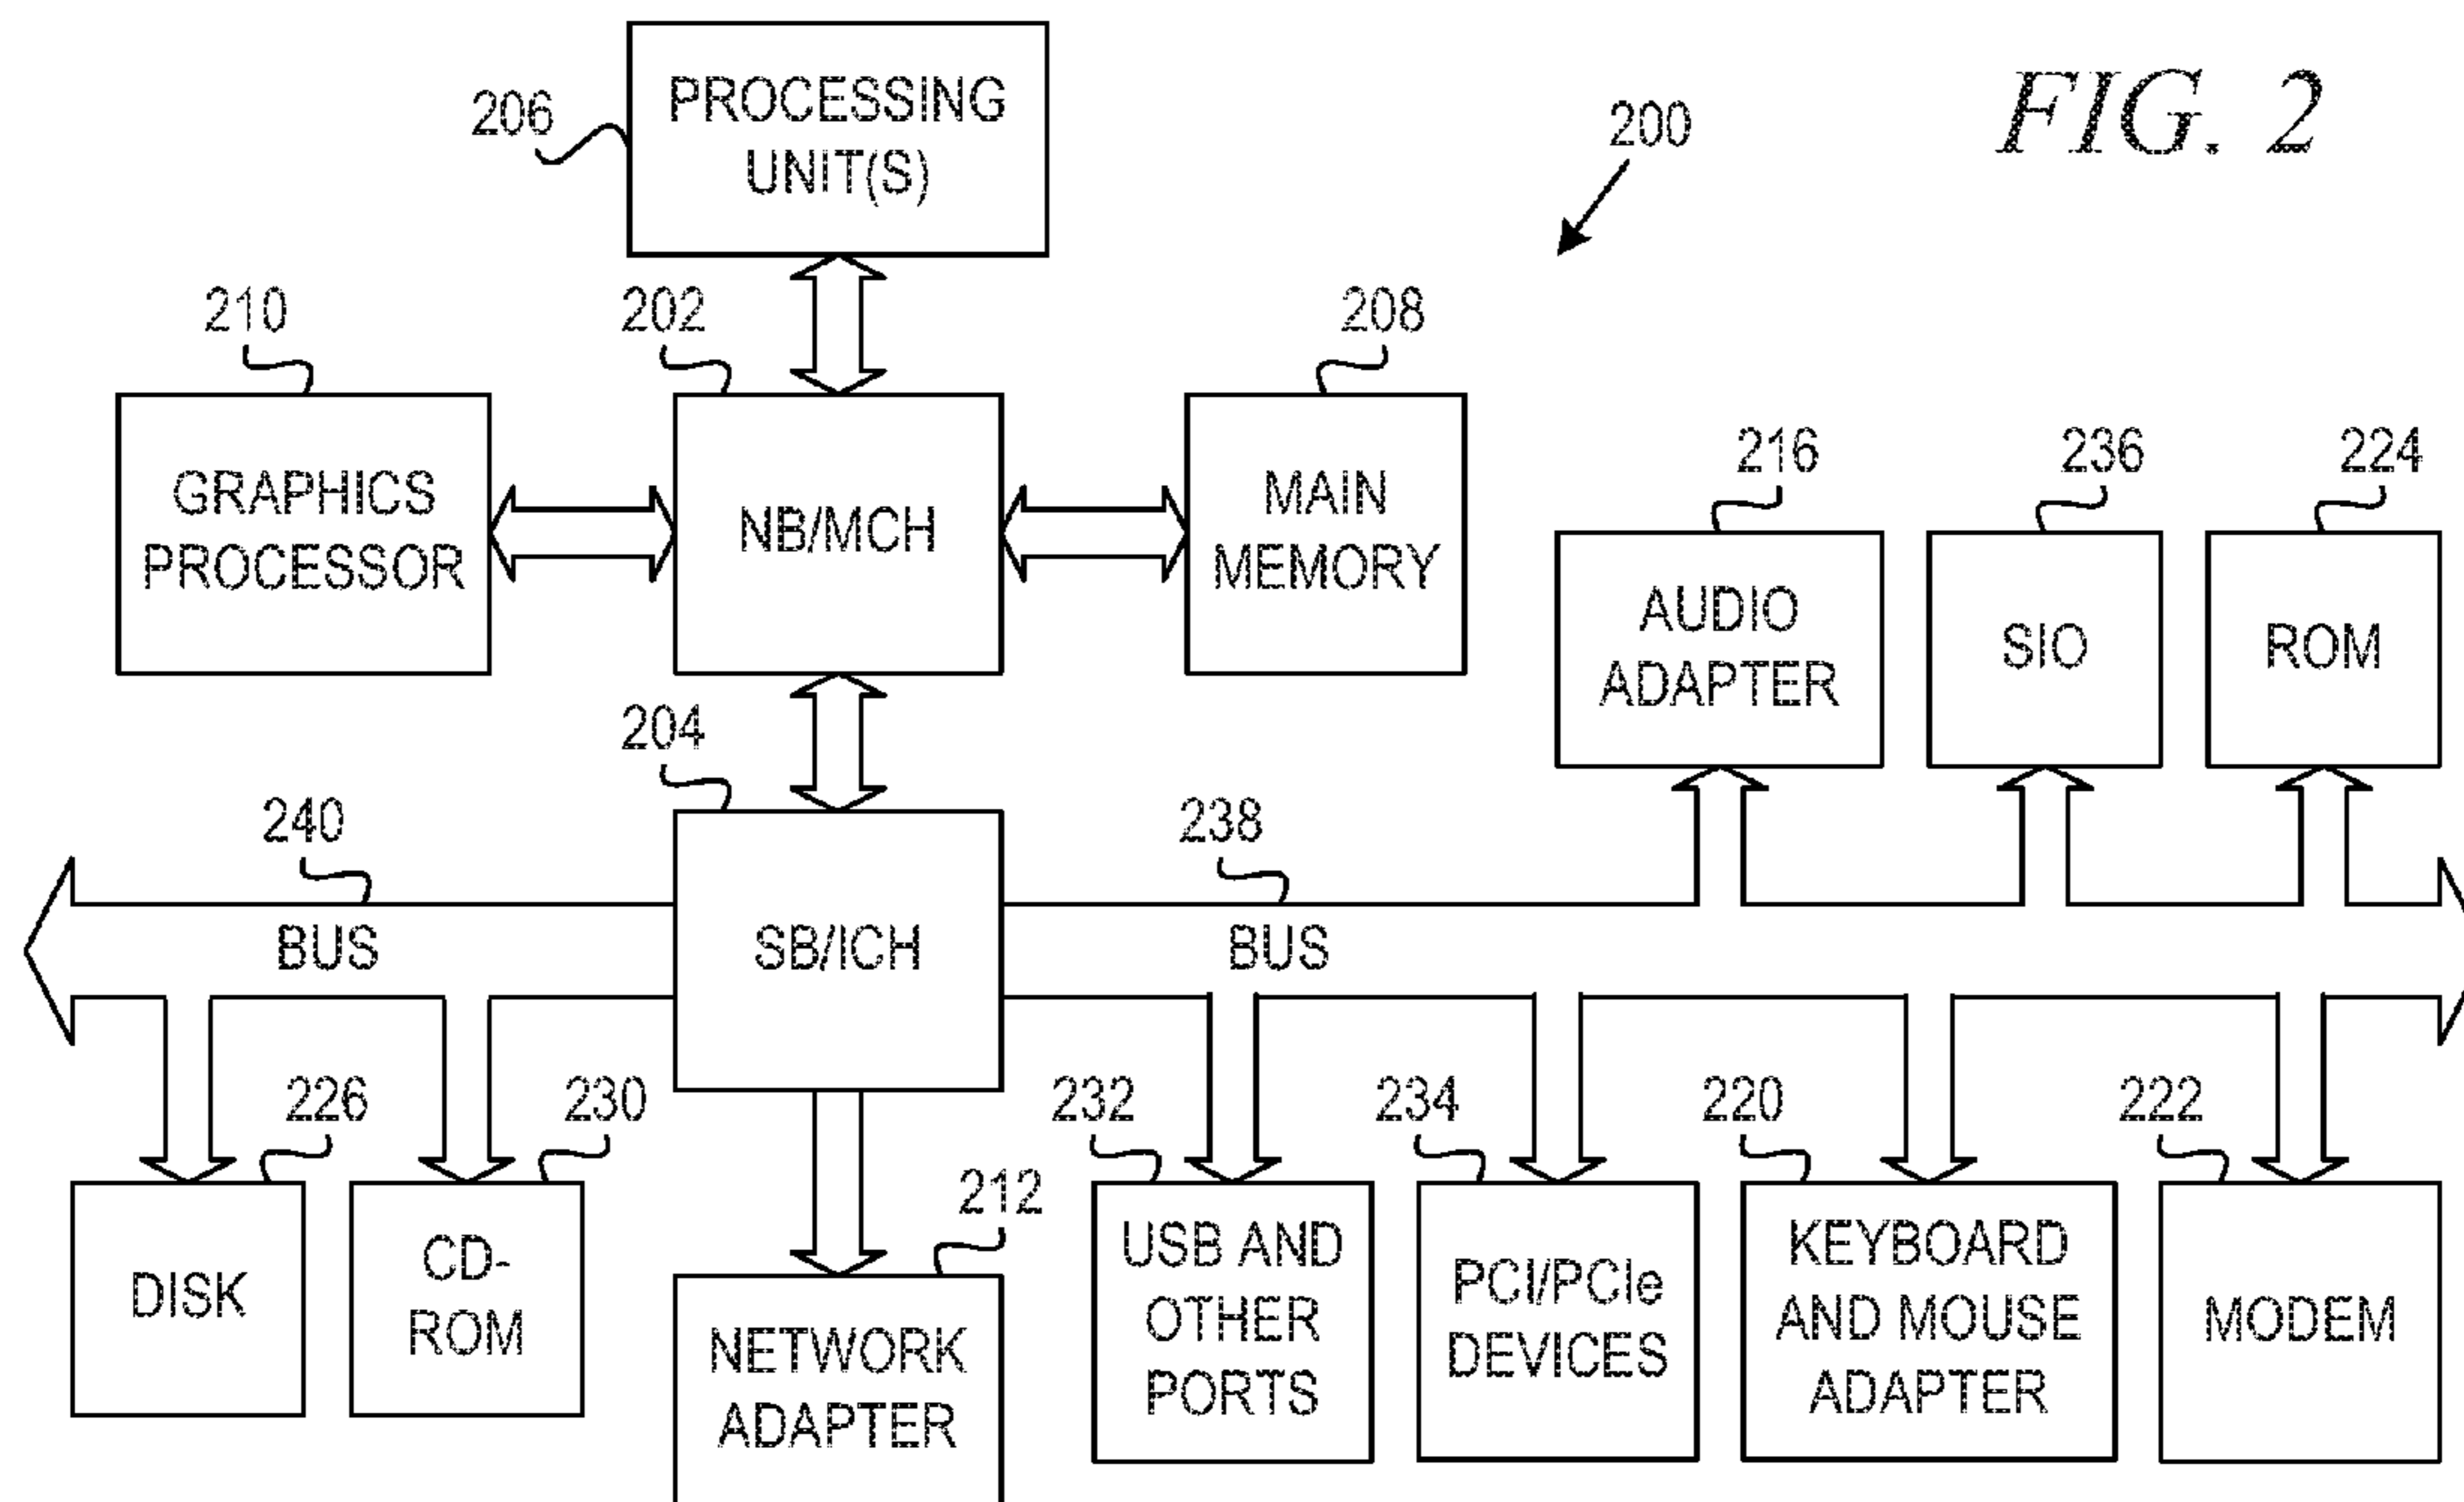 FIG. 2
200
206
PROCESSING
UNIT(S)
210
202
208
GRAPHICS
PROCESSOR
NB/MCH
MAIN
MEMORY
216
236
224
AUDIO
ADAPTER
SIO
ROM
204
240
238
BUS
SB/ICH
BUS
226
230
232
234
220
222
212
DISK
CD-
ROM
NETWORK
ADAPTER
USB AND
OTHER
PORTS
PCI/PCIe
DEVICES
KEYBOARD
AND MOUSE
ADAPTER
MODEM